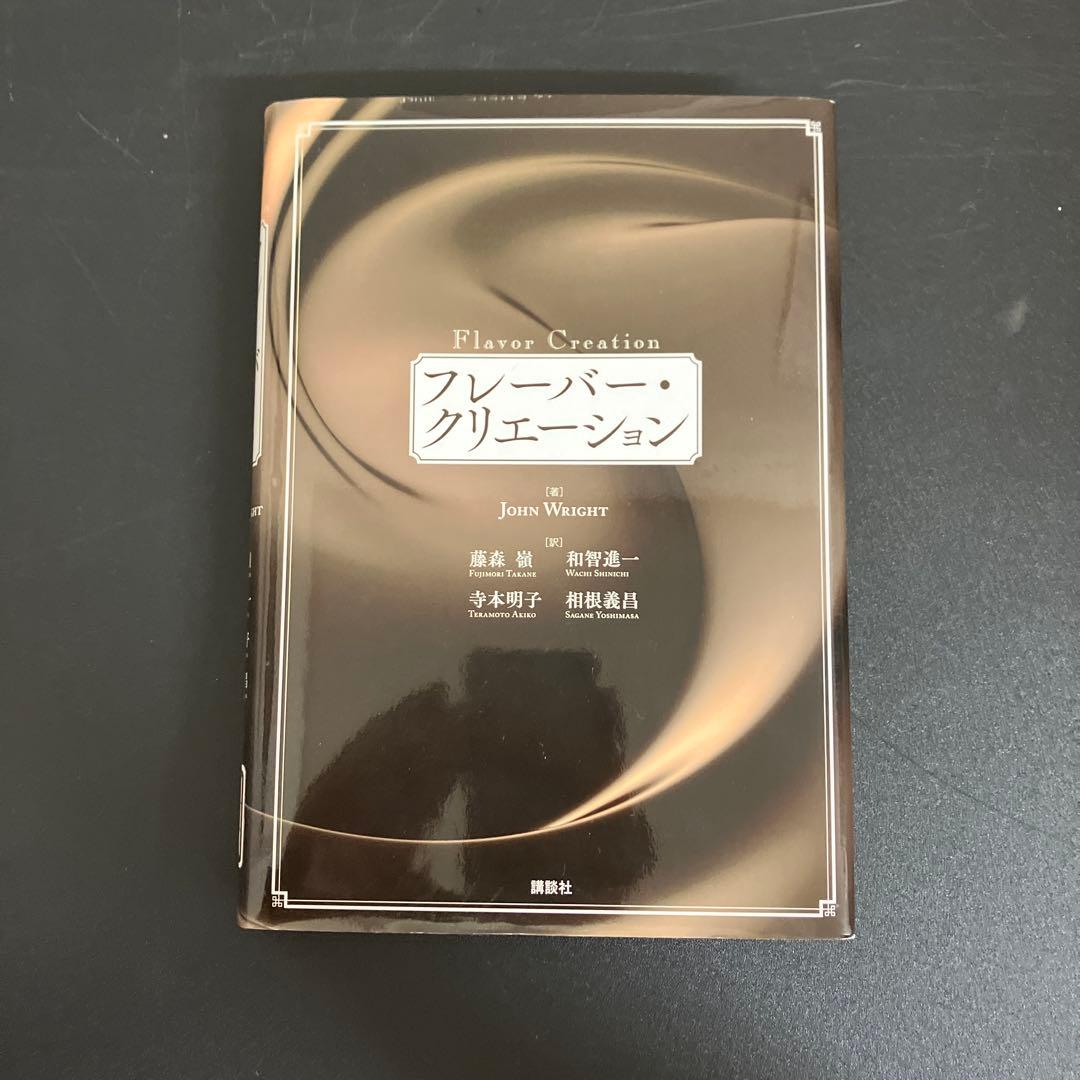 Flavor Creation
フレーバー・
クリエーション
[著]
JOHN WRIGHT
[訳]
藤森 嶺 和智進一
FUJIMORI TAKANE WACHI SHINICHI
寺本明子 相根義昌
TERAMOTO AKIKO SAGANE YOSHIMASA
講談社